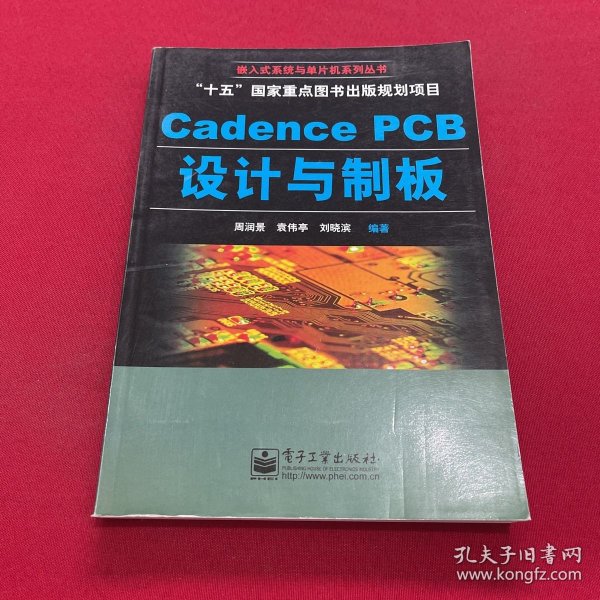 嵌入式系统与单片机系列丛书
“十五”国家重点图书出版规划项目
Cadence PCB
设计与制板
周润景 袁伟亭 刘晓滨 编著
PHEI
電子工業出版社
PUBLISHING HOUSE OF ELECTRONICS INDUSTRY
http://www.phei.com.cn
孔夫子旧書网
www.kongfz.com